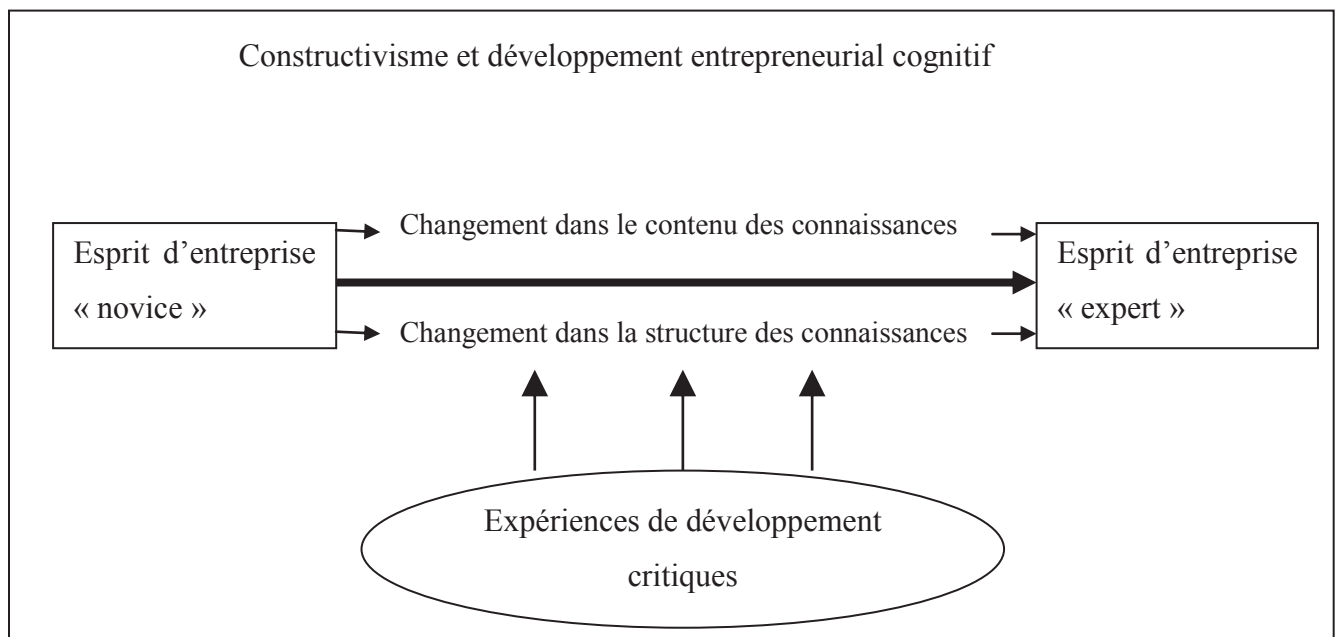 Constructivisme et développement entrepreneurial cognitif
Changement dans le contenu des connaissances
Esprit d’entreprise
« novice »
Esprit d’entreprise
« expert »
Changement dans la structure des connaissances
Expériences de développement
critiques